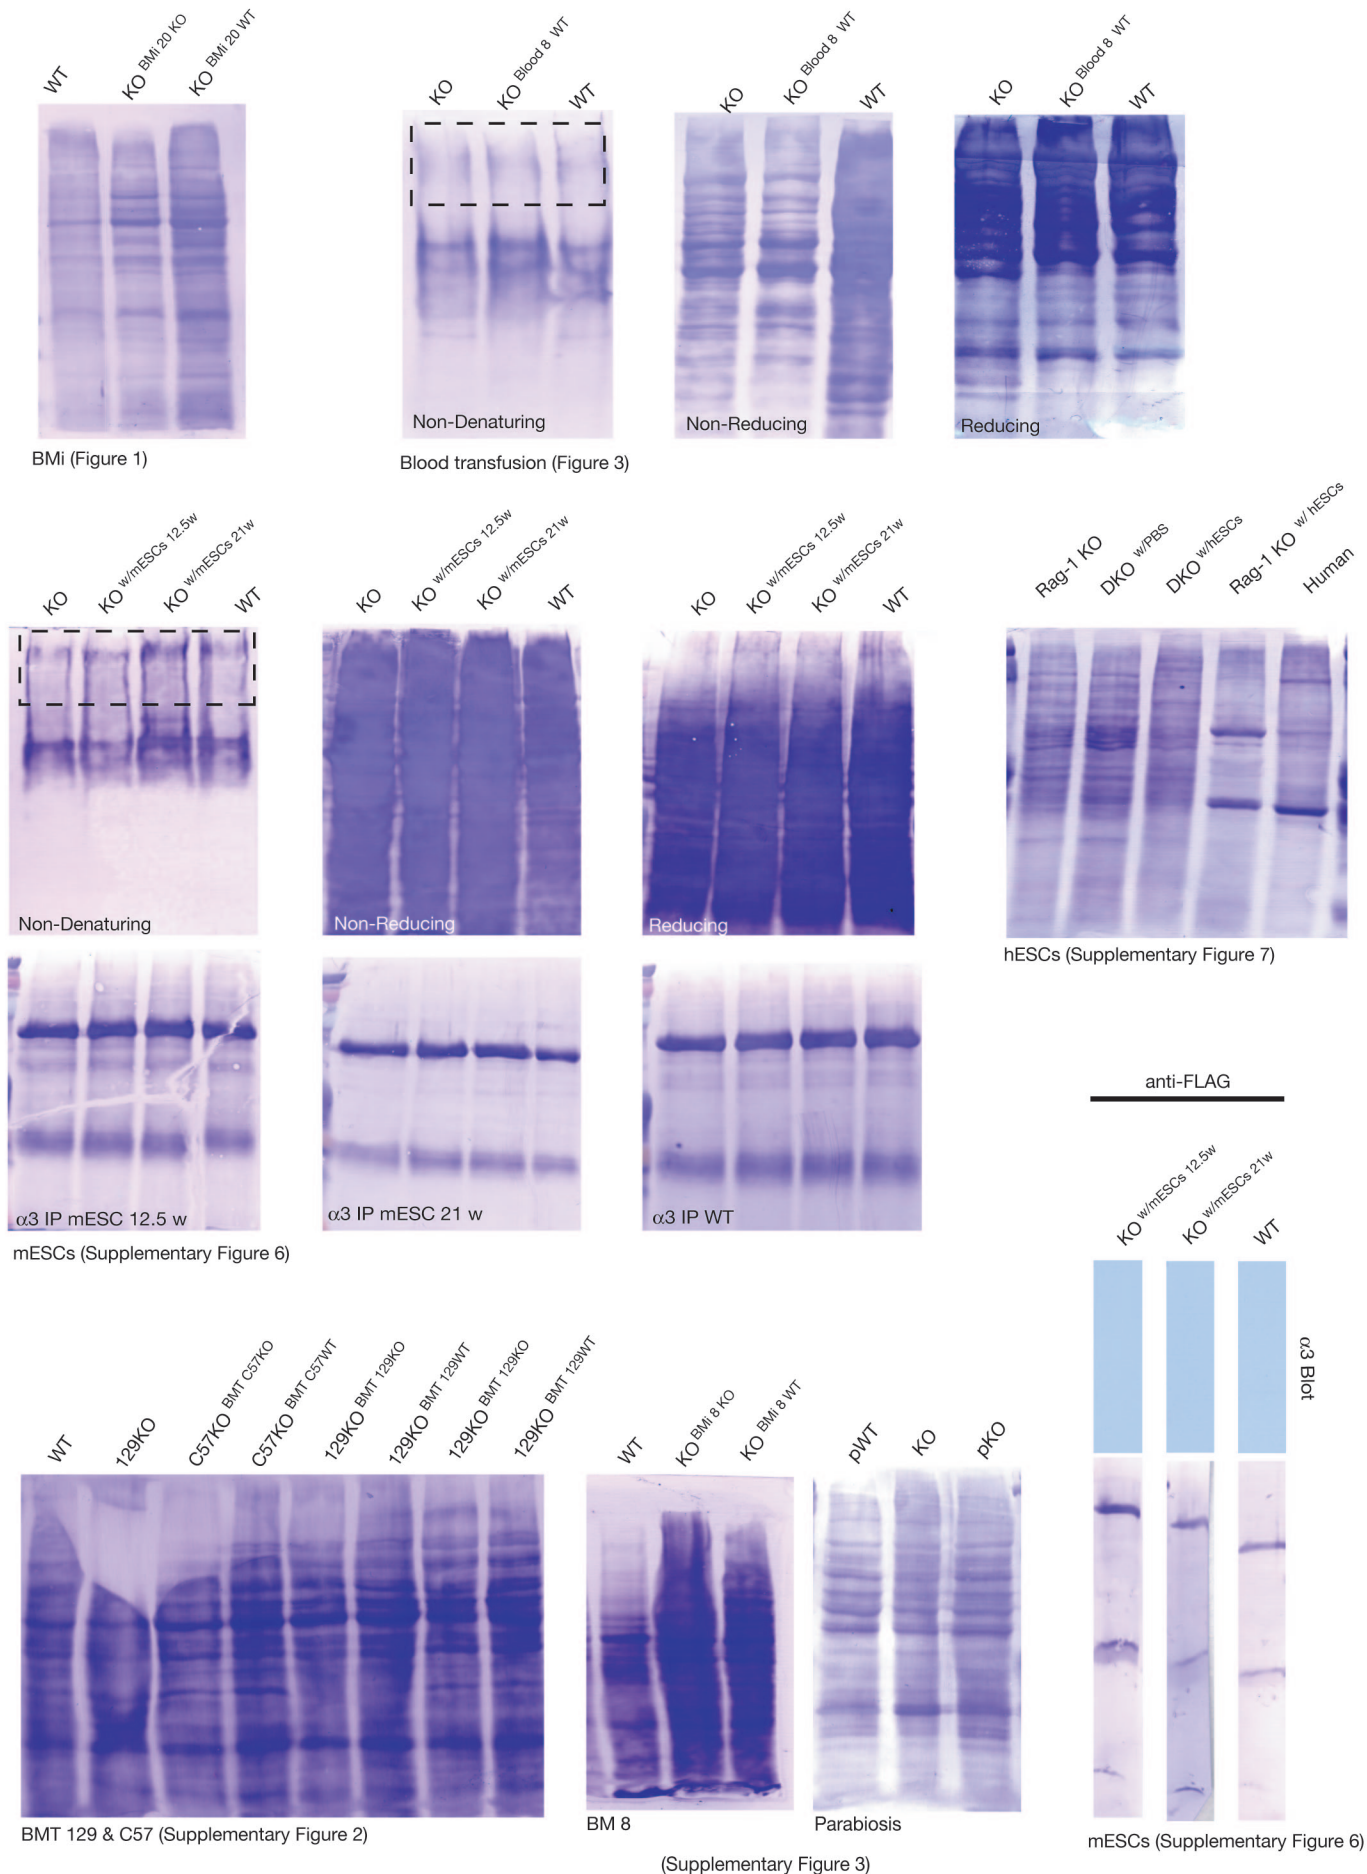 WT
KO BMi 20 KO
KO BMi 20 WT
BMi (Figure 1)
KO
KO Blood 8 WT
WT
Non-Denaturing
KO
KO Blood 8 WT
WT
Non-Reducing
KO
KO Blood 8 WT
WT
Reducing
Blood transfusion (Figure 3)
KO
KO w/mESCs 12.5w
KO w/mESCs 21w
WT
Non-Denaturing
KO
KO w/mESCs 12.5w
KO w/mESCs 21w
WT
Non-Reducing
KO
KO w/mESCs 12.5w
KO w/mESCs 21w
WT
Reducing
Rag-1 KO
DKO w/PBS
DKO w/hESCs
Rag-1 KO w/ hESCs
Human
hESCs (Supplementary Figure 7)
α3 IP mESC 12.5 w
α3 IP mESC 21 w
α3 IP WT
mESCs (Supplementary Figure 6)
anti-FLAG
KO w/mESCs 12.5w
KO w/mESCs 21w
WT
α3 Blot
mESCs (Supplementary Figure 6)
WT
129KO
C57KO BMT C57KO
C57KO BMT C57WT
129KO BMT 129KO
129KO BMT 129WT
129KO BMT 129KO
129KO BMT 129WT
BMT 129 & C57 (Supplementary Figure 2)
WT
KO BMi 8 KO
KO BMi 8 WT
BM 8
pWT
KO
pKO
Parabiosis
(Supplementary Figure 3)